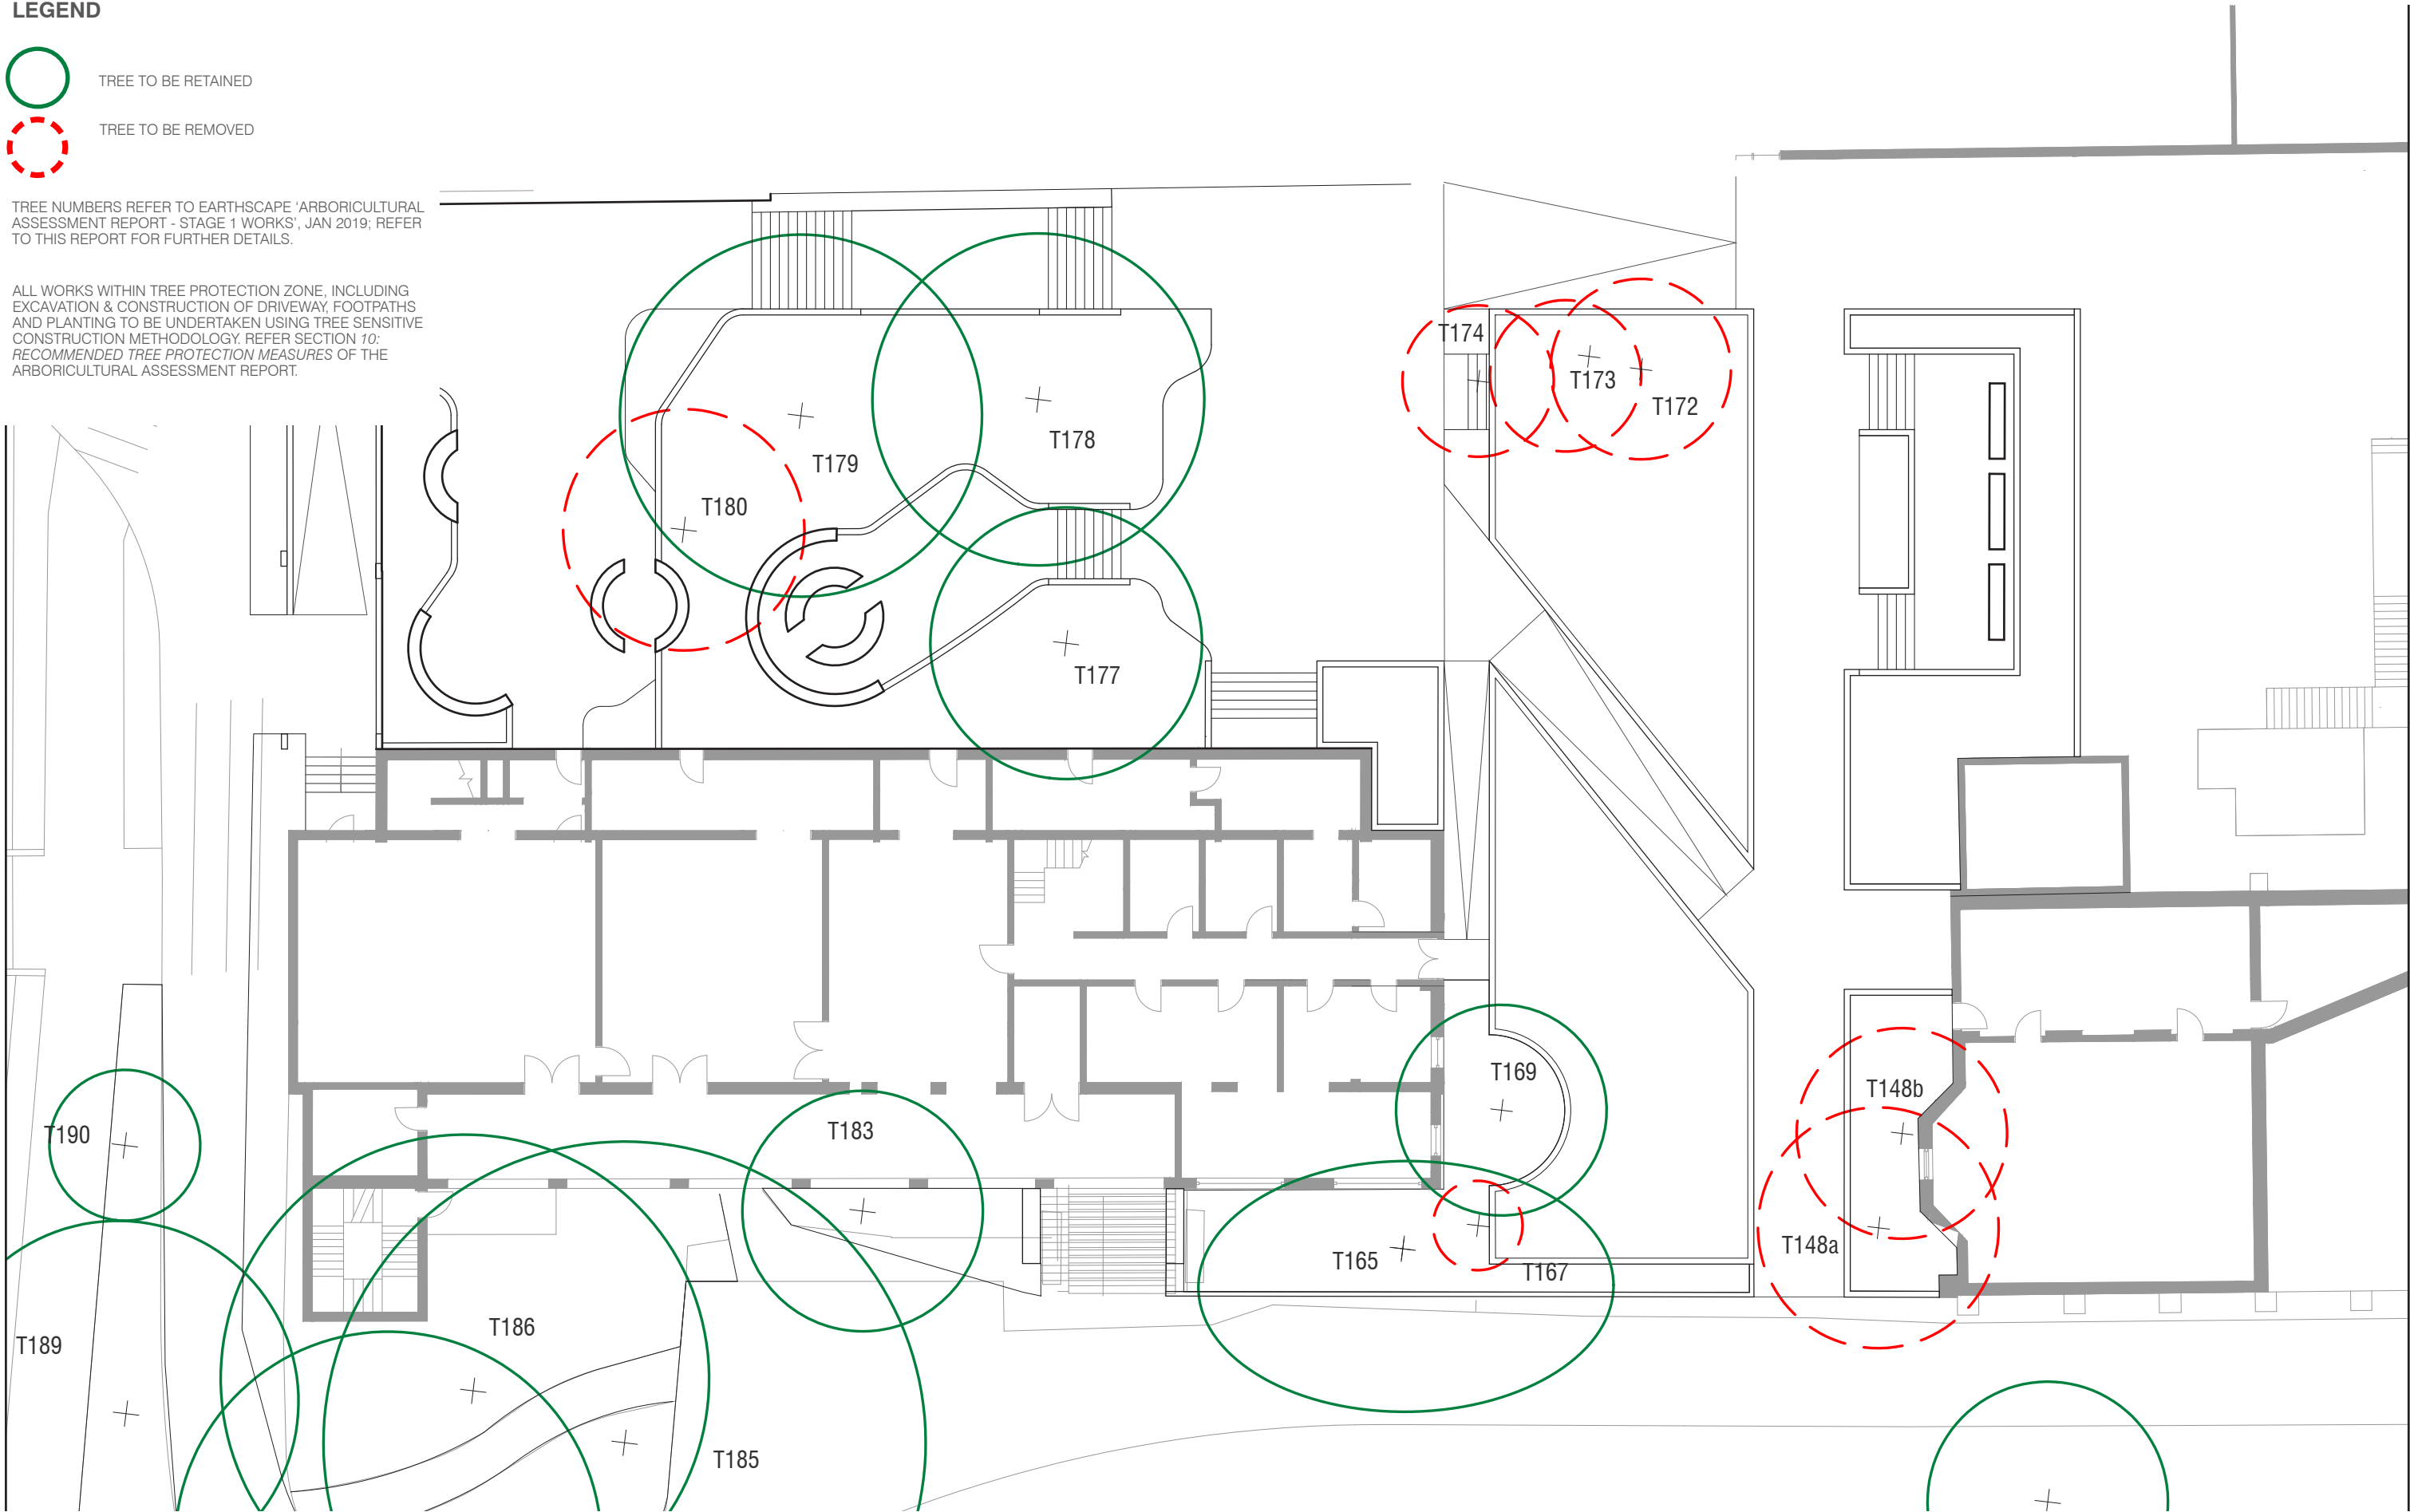 LEGEND
TREE TO BE RETAINED
TREE TO BE REMOVED
TREE NUMBERS REFER TO EARTHSCAPE ‘ARBORICULTURAL
ASSESSMENT REPORT - STAGE 1 WORKS’, JAN 2019; REFER
TO THIS REPORT FOR FURTHER DETAILS.
ALL WORKS WITHIN TREE PROTECTION ZONE, INCLUDING
EXCAVATION & CONSTRUCTION OF DRIVEWAY, FOOTPATHS
AND PLANTING TO BE UNDERTAKEN USING TREE SENSITIVE
CONSTRUCTION METHODOLOGY. REFER SECTION 10:
RECOMMENDED TREE PROTECTION MEASURES OF THE
ARBORICULTURAL ASSESSMENT REPORT.
T174
T173
T172
T178
T179
T180
T177
T169
T148b
T183
T190
T148a
T165
T167
T186
T189
T185